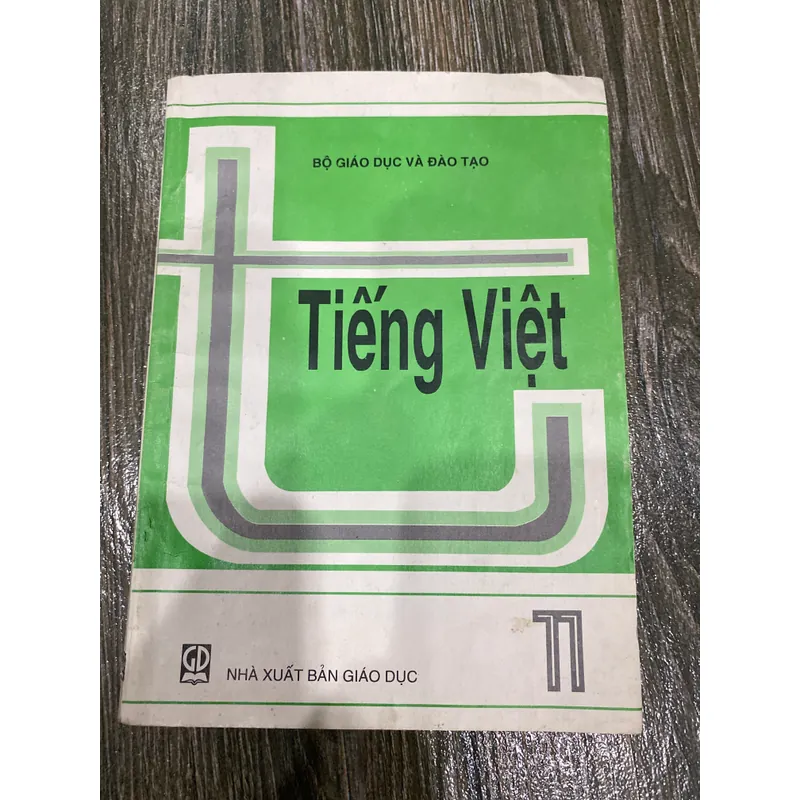 BỘ GIÁO DỤC VÀ ĐÀO TẠO
Tiếng Việt
11
GD
NHÀ XUẤT BẢN GIÁO DỤC